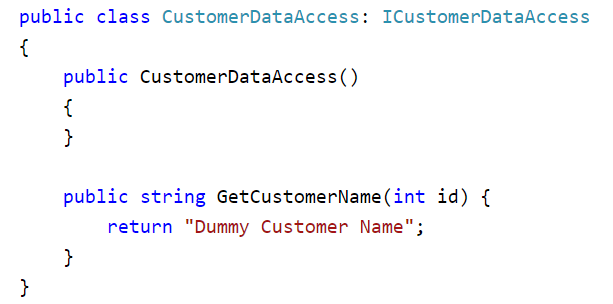 public class CustomerDataAccess: ICustomerDataAccess
{
    public CustomerDataAccess()
    {
    }

    public string GetCustomerName(int id) {
        return "Dummy Customer Name";
    }
}